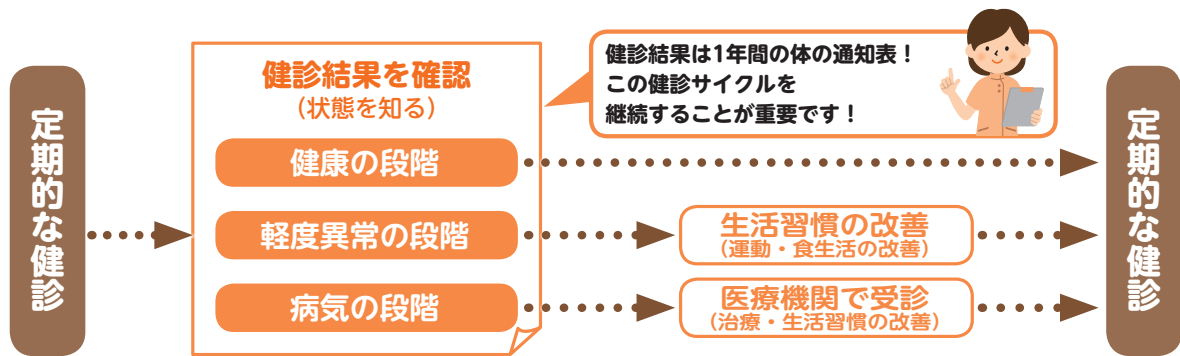 定期的な健診
健診結果を確認
（状態を知る）
健診結果は1年間の体の通知表！
この健診サイクルを
継続することが重要です！
健康の段階
軽度異常の段階
生活習慣の改善
（運動・食生活の改善）
病気の段階
医療機関で受診
（治療・生活習慣の改善）
定期的な健診